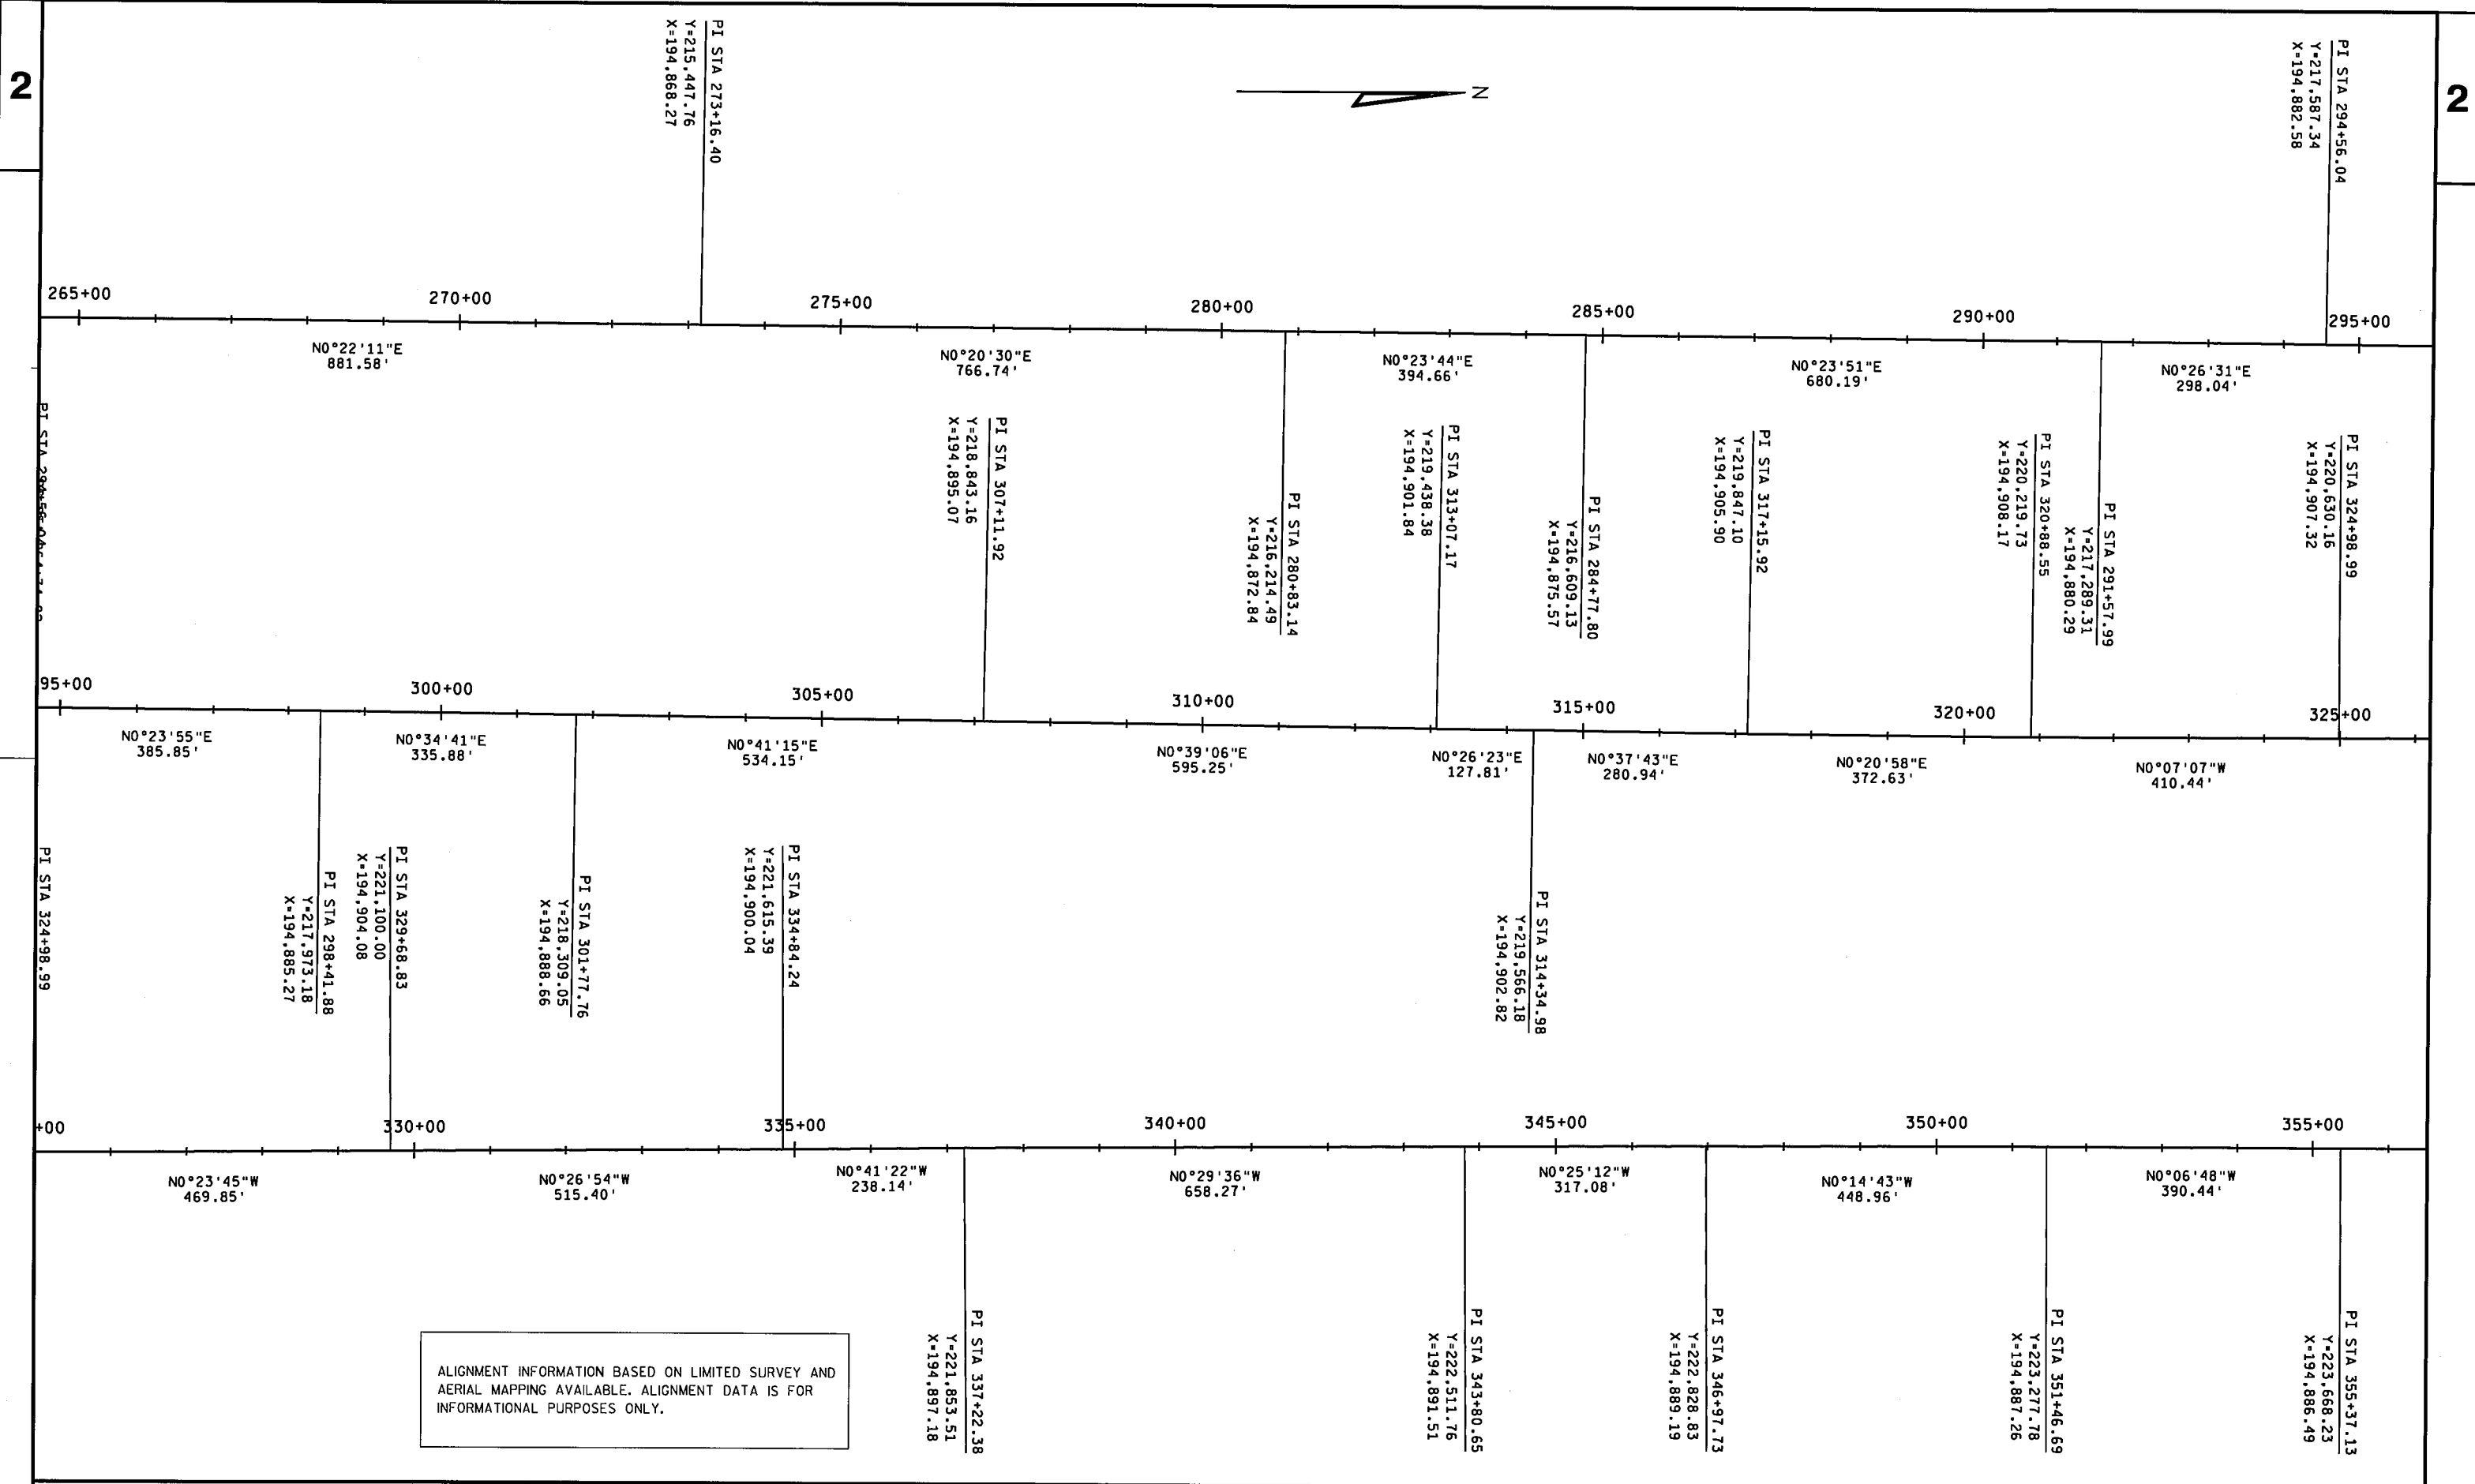 2
2
PI STA 273+16.40
Y=215,447.76
X=194,868.27
N
PI STA 294+56.04
Y=217,587.34
X=194,882.58
265+00
270+00
275+00
280+00
285+00
290+00
295+00
N0°22'11"E
881.58'
N0°20'30"E
766.74'
N0°23'44"E
394.66'
N0°23'51"E
680.19'
N0°26'31"E
298.04'
PI STA 280+83.14
Y=216,214.49
X=194,872.84
PI STA 284+77.80
Y=216,609.13
X=194,875.57
PI STA 291+57.99
Y=217,289.31
X=194,880.29
PI STA
PI STA 307+11.92
Y=218,843.16
X=194,895.07
PI STA 313+07.17
Y=219,438.38
X=194,901.84
PI STA 317+15.92
Y=219,847.10
X=194,905.90
PI STA 320+88.55
Y=220,219.73
X=194,908.17
PI STA 324+98.99
Y=220,630.16
X=194,907.32
95+00
300+00
305+00
310+00
315+00
320+00
325+00
N0°23'55"E
385.85'
N0°34'41"E
335.88'
N0°41'15"E
534.15'
N0°39'06"E
595.25'
N0°26'23"E
127.81'
N0°37'43"E
280.94'
N0°20'58"E
372.63'
N0°07'07"W
410.44'
PI STA 298+41.88
Y=217,973.18
X=194,885.27
PI STA 301+77.76
Y=218,309.05
X=194,888.66
PI STA 314+34.98
Y=219,566.18
X=194,902.82
PI STA 324+98.99
PI STA 329+68.83
Y=221,100.00
X=194,904.08
PI STA 334+84.24
Y=221,615.39
X=194,900.04
+00
330+00
335+00
340+00
345+00
350+00
355+00
N0°23'45"W
469.85'
N0°26'54"W
515.40'
N0°41'22"W
238.14'
N0°29'36"W
658.27'
N0°25'12"W
317.08'
N0°14'43"W
448.96'
N0°06'48"W
390.44'
PI STA 337+22.38
Y=221,853.51
X=194,897.18
PI STA 343+80.65
Y=222,511.76
X=194,891.51
PI STA 346+97.73
Y=222,828.83
X=194,889.19
PI STA 351+46.69
Y=223,277.78
X=194,887.26
PI STA 355+37.13
Y=223,668.23
X=194,886.49
ALIGNMENT INFORMATION BASED ON LIMITED SURVEY AND
AERIAL MAPPING AVAILABLE. ALIGNMENT DATA IS FOR
INFORMATIONAL PURPOSES ONLY.